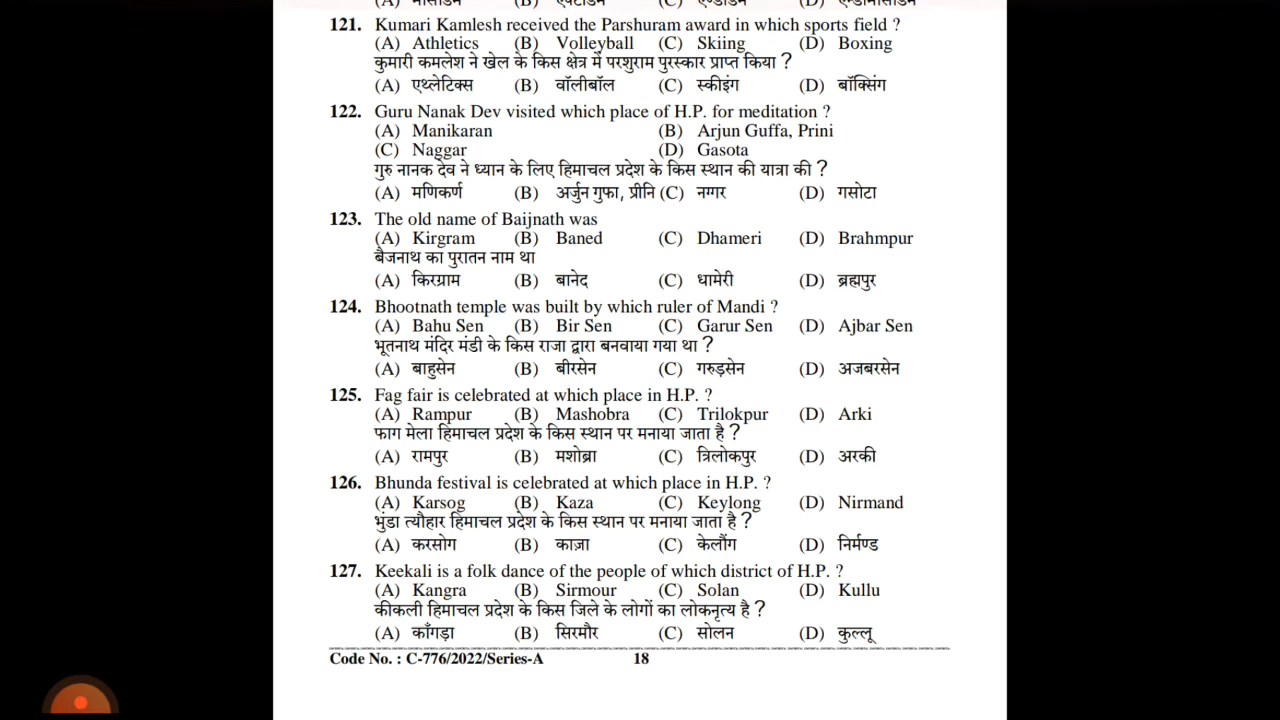 (A) मासाडम (B) एपटाडम (C) एण्डाडम (D) एन्डोमासाडम
121. Kumari Kamlesh received the Parshuram award in which sports field ?
(A) Athletics (B) Volleyball (C) Skiing (D) Boxing
कुमारी कमलेश ने खेल के किस क्षेत्र में परशुराम पुरस्कार प्राप्त किया ?
(A) एथ्लेटिक्स (B) वॉलीबॉल (C) स्कीइंग (D) बॉक्सिंग
122. Guru Nanak Dev visited which place of H.P. for meditation ?
(A) Manikaran (B) Arjun Guffa, Prini
(C) Naggar (D) Gasota
गुरु नानक देव ने ध्यान के लिए हिमाचल प्रदेश के किस स्थान की यात्रा की ?
(A) मणिकर्ण (B) अर्जुन गुफा, प्रीनि (C) नग्गर (D) गसोटा
123. The old name of Baijnath was
(A) Kirgram (B) Baned (C) Dhameri (D) Brahmpur
बैजनाथ का पुरातन नाम था
(A) किरग्राम (B) बानेद (C) धामेरी (D) ब्रह्मपुर
124. Bhootnath temple was built by which ruler of Mandi ?
(A) Bahu Sen (B) Bir Sen (C) Garur Sen (D) Ajbar Sen
भूतनाथ मंदिर मंडी के किस राजा द्वारा बनवाया गया था ?
(A) बाहुसेन (B) बीरसेन (C) गरुड़सेन (D) अजबरसेन
125. Fag fair is celebrated at which place in H.P. ?
(A) Rampur (B) Mashobra (C) Trilokpur (D) Arki
फाग मेला हिमाचल प्रदेश के किस स्थान पर मनाया जाता है ?
(A) रामपुर (B) मशोब्रा (C) त्रिलोकपुर (D) अरकी
126. Bhunda festival is celebrated at which place in H.P. ?
(A) Karsog (B) Kaza (C) Keylong (D) Nirmand
भुंडा त्यौहार हिमाचल प्रदेश के किस स्थान पर मनाया जाता है ?
(A) करसोग (B) काज़ा (C) केलौंग (D) निर्मण्ड
127. Keekali is a folk dance of the people of which district of H.P. ?
(A) Kangra (B) Sirmour (C) Solan (D) Kullu
कीकली हिमाचल प्रदेश के किस जिले के लोगों का लोकनृत्य है ?
(A) काँगड़ा (B) सिरमौर (C) सोलन (D) कुल्लू
Code No. : C-776/2022/Series-A 18